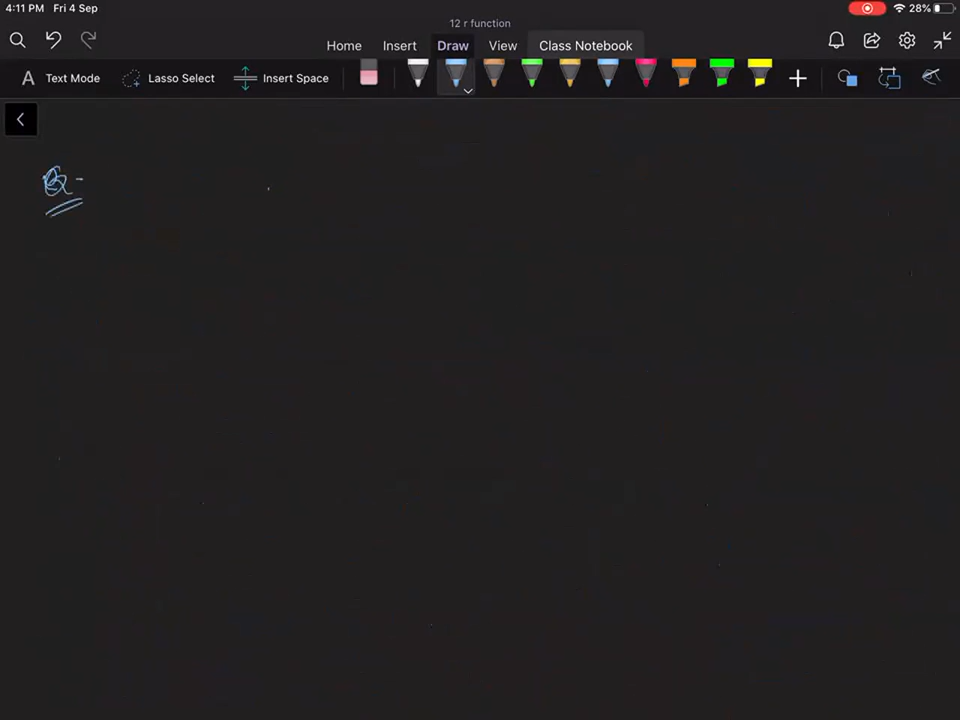 4:11 PM Fri 4 Sep 28%
12 r function
Home Insert Draw View Class Notebook
A Text Mode Lasso Select Insert Space
Q -